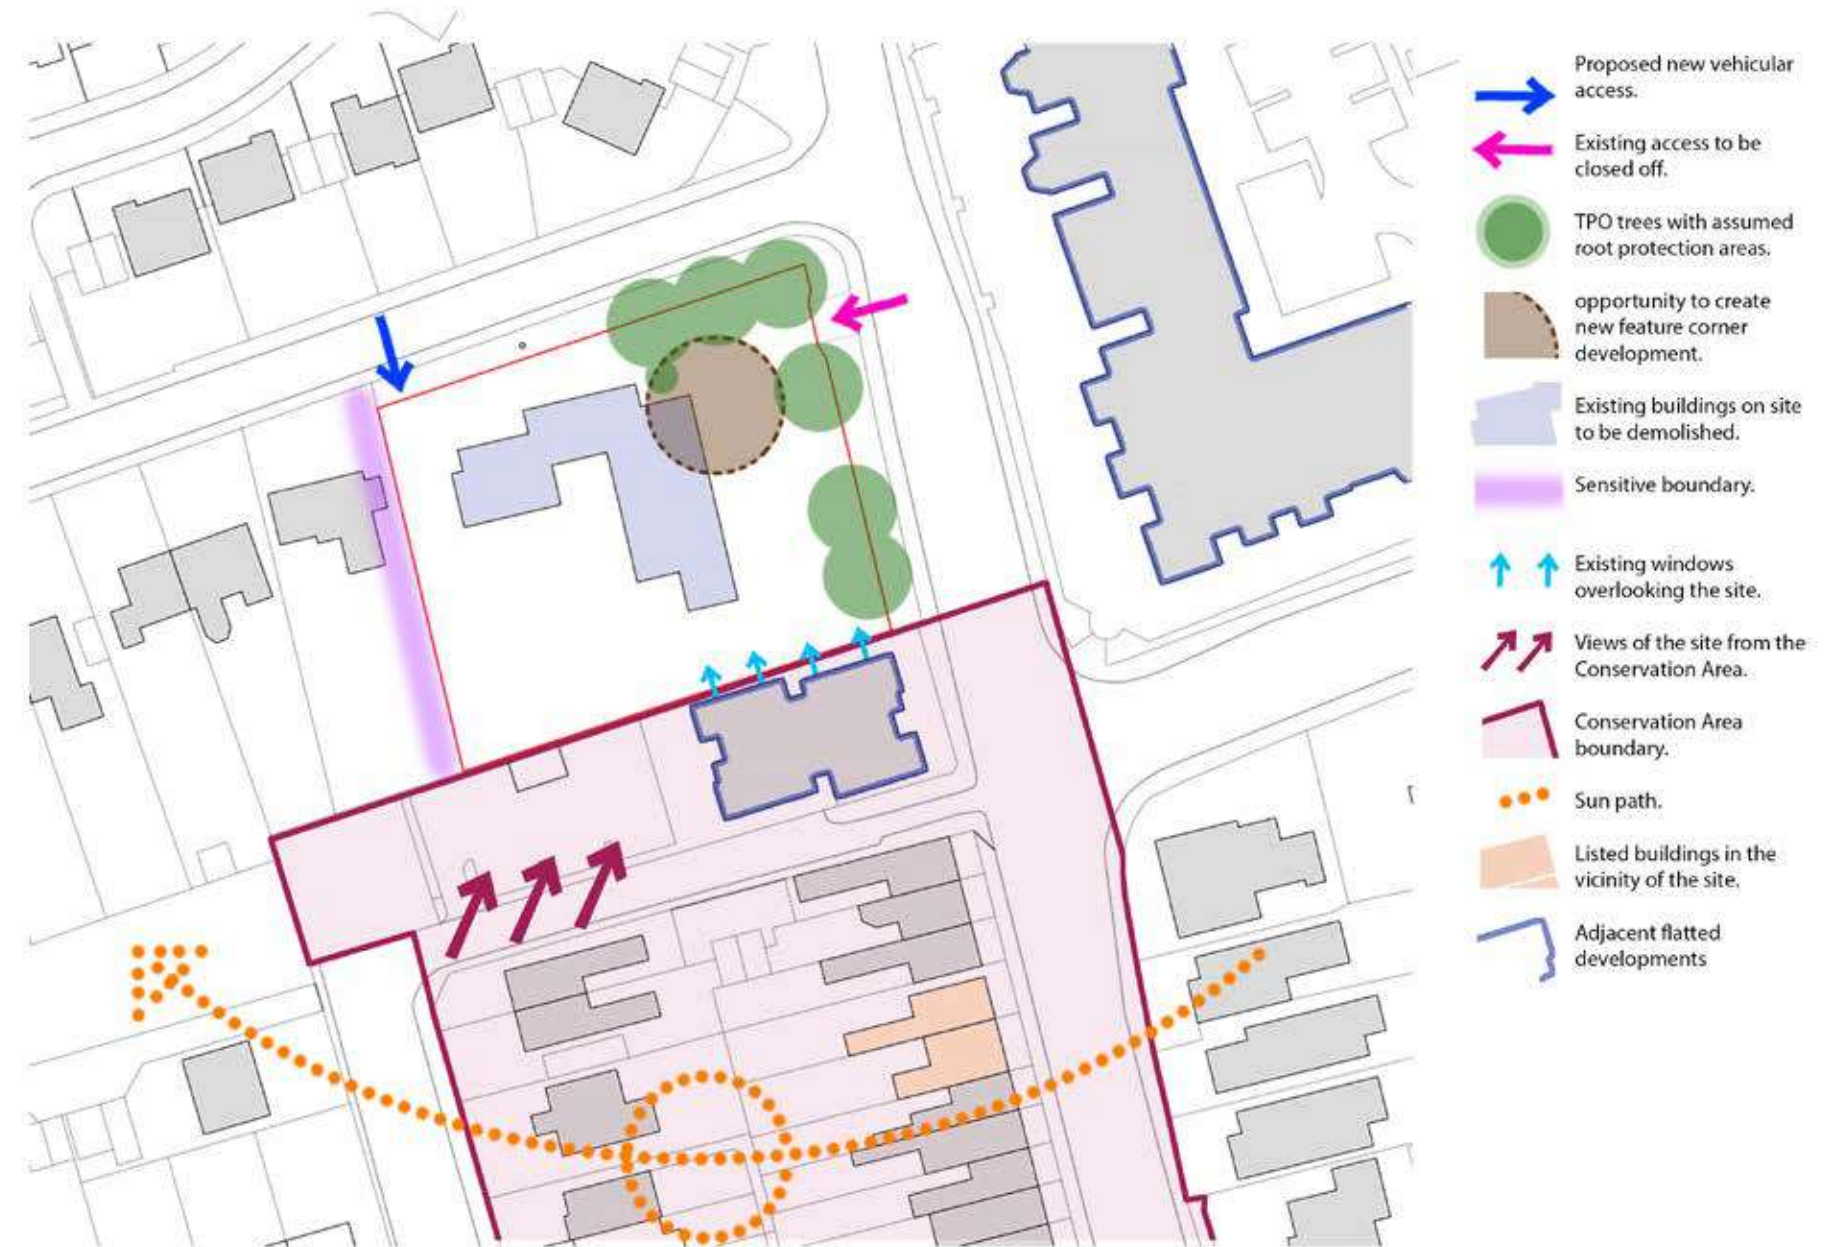 Proposed new vehicular
access.
Existing access to be
closed off.
TPO trees with assumed
root protection areas.
opportunity to create
new feature corner
development.
Existing buildings on site
to be demolished.
Sensitive boundary.
Existing windows
overlooking the site.
Views of the site from the
Conservation Area.
Conservation Area
boundary.
Sun path.
Listed buildings in the
vicinity of the site.
Adjacent flatted
developments